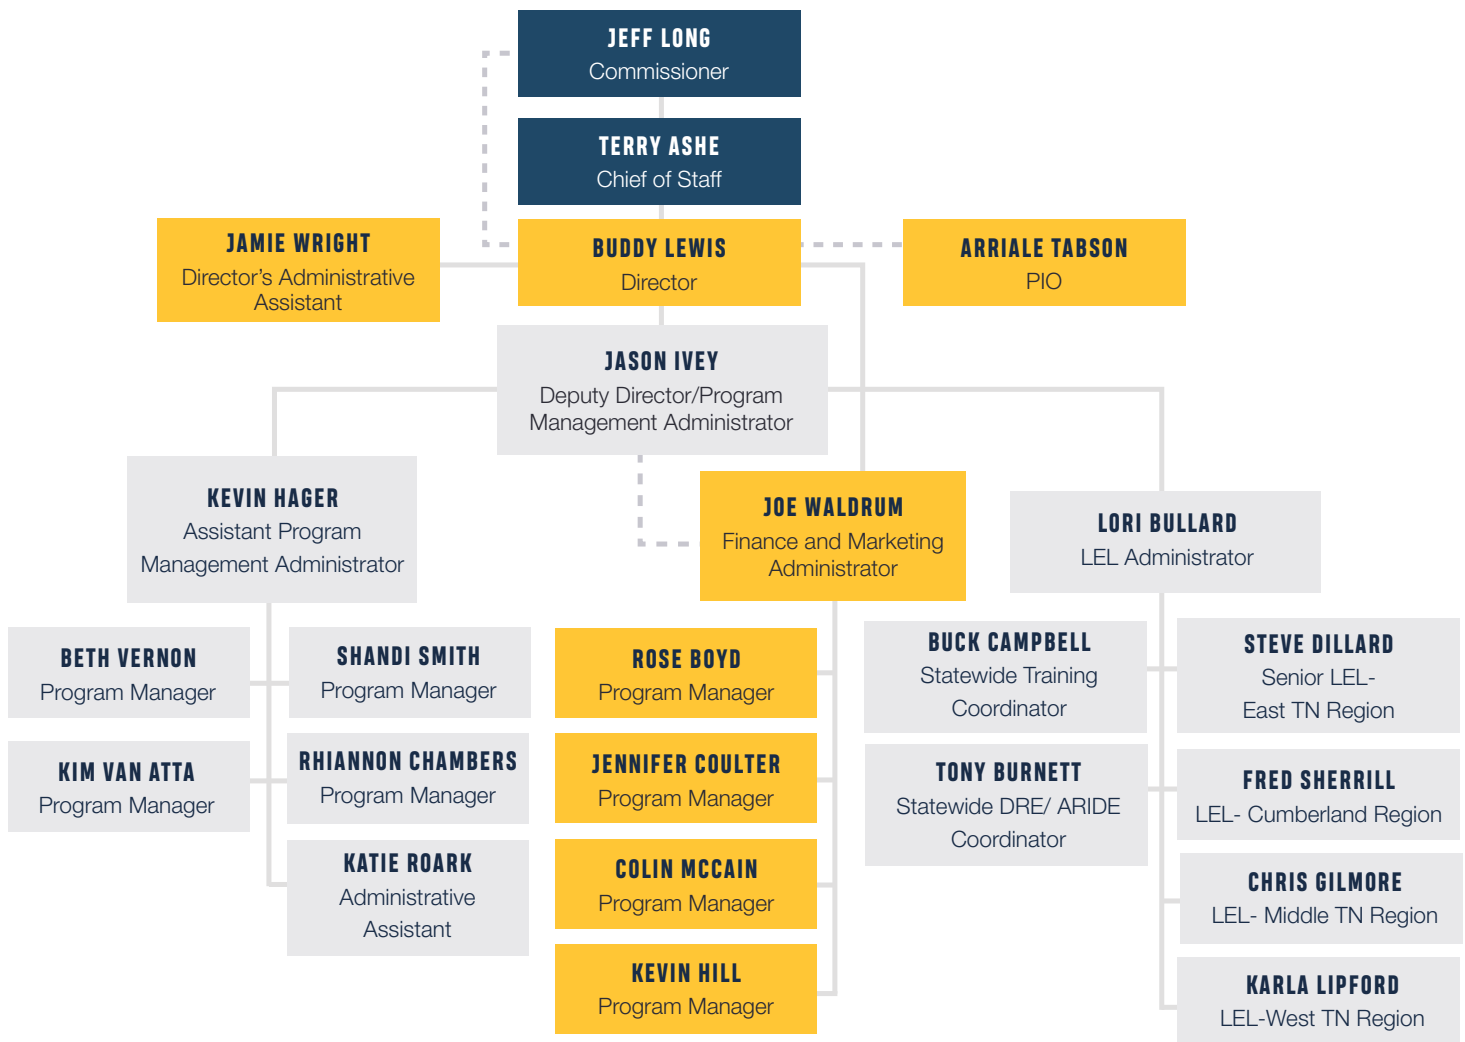 JEFF LONG
Commissioner
TERRY ASHE
Chief of Staff
JAMIE WRIGHT
Director's Administrative
Assistant
BUDDY LEWIS
Director
ARRIALE TABSON
PIO
JASON IVEY
Deputy Director/Program
Management Administrator
KEVIN HAGER
Assistant Program
Management Administrator
JOE WALDRUM
Finance and Marketing
Administrator
LORI BULLARD
LEL Administrator
BETH VERNON
Program Manager
SHANDI SMITH
Program Manager
KIM VAN ATTA
Program Manager
RHIANNON CHAMBERS
Program Manager
KATIE ROARK
Administrative
Assistant
ROSE BOYD
Program Manager
JENNIFER COULTER
Program Manager
COLIN MCCAIN
Program Manager
KEVIN HILL
Program Manager
BUCK CAMPBELL
Statewide Training
Coordinator
TONY BURNETT
Statewide DRE/ ARIDE
Coordinator
STEVE DILLARD
Senior LEL-
East TN Region
FRED SHERRILL
LEL- Cumberland Region
CHRIS GILMORE
LEL- Middle TN Region
KARLA LIPFORD
LEL-West TN Region